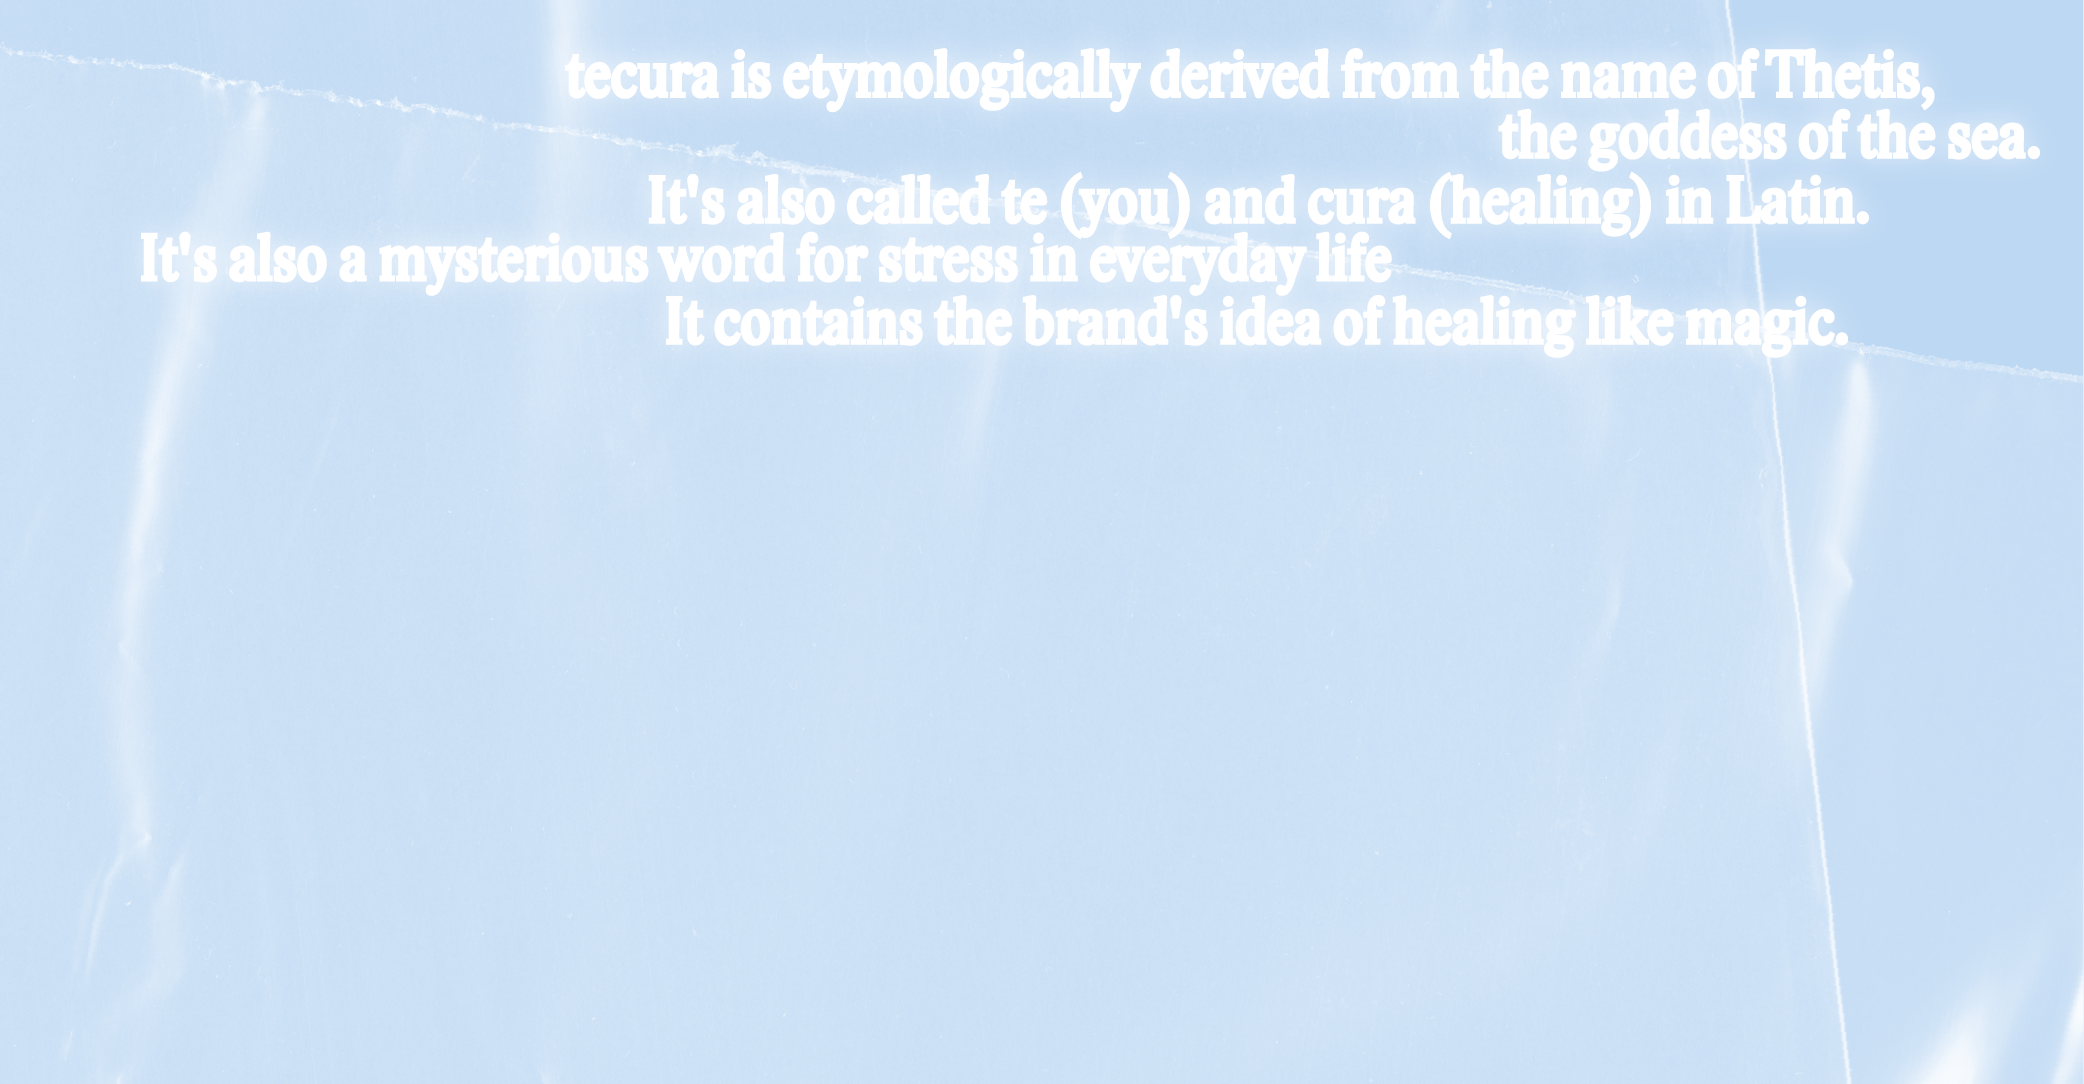 tecura is etymologically derived from the name of Thetis,
the goddess of the sea.
It's also called te (you) and cura (healing) in Latin.
It's also a mysterious word for stress in everyday life
It contains the brand's idea of healing like magic.